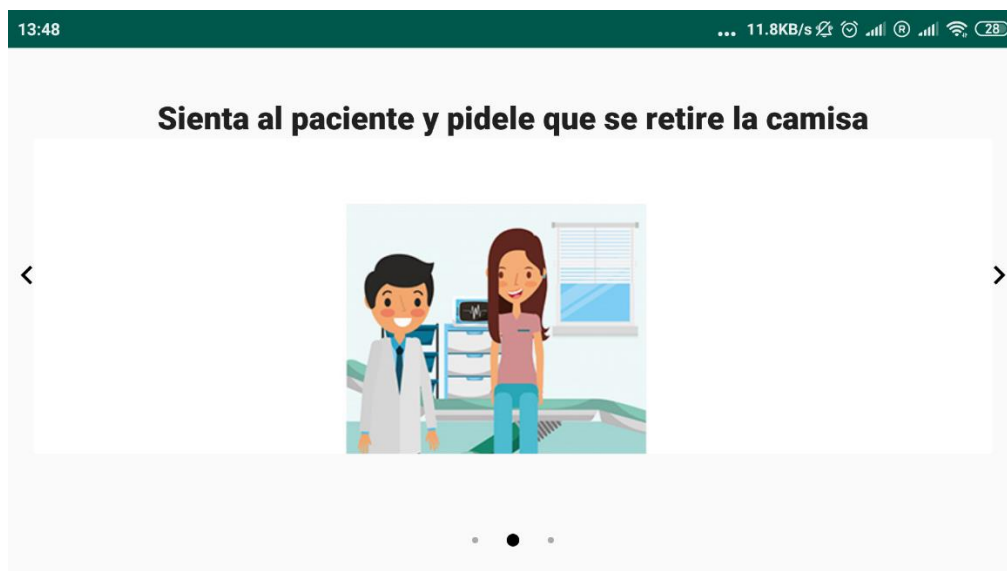 13:48 ... 11.8KB/s R 28
Sienta al paciente y pidele que se retire la camisa